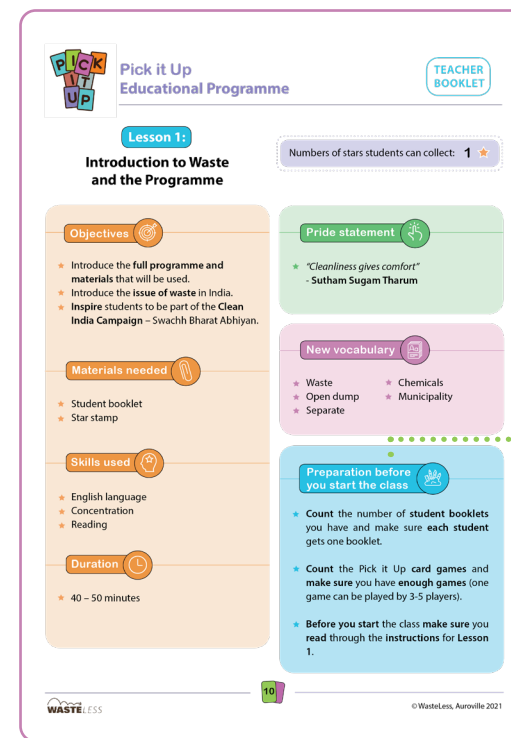 PICK
IT
UP
Pick it Up
Educational Programme
TEACHER
BOOKLET
Lesson 1:
Introduction to Waste
and the Programme
Numbers of stars students can collect: 1
Objectives
Introduce the full programme and
materials that will be used.
Introduce the issue of waste in India.
Inspire students to be part of the Clean
India Campaign – Swachh Bharat Abhiyan.
Materials needed
Student booklet
Star stamp
Skills used
English language
Concentration
Reading
Duration
40 – 50 minutes
Pride statement
"Cleanliness gives comfort"
- Sutham Sugam Tharum
New vocabulary
Waste
Open dump
Separate
Chemicals
Municipality
Preparation before
you start the class
Count the number of student booklets
you have and make sure each student
gets one booklet.
Count the Pick it Up card games and
make sure you have enough games (one
game can be played by 3-5 players).
Before you start the class make sure you
read through the instructions for Lesson
1.
WASTELESS
10
© WasteLess, Auroville 2021